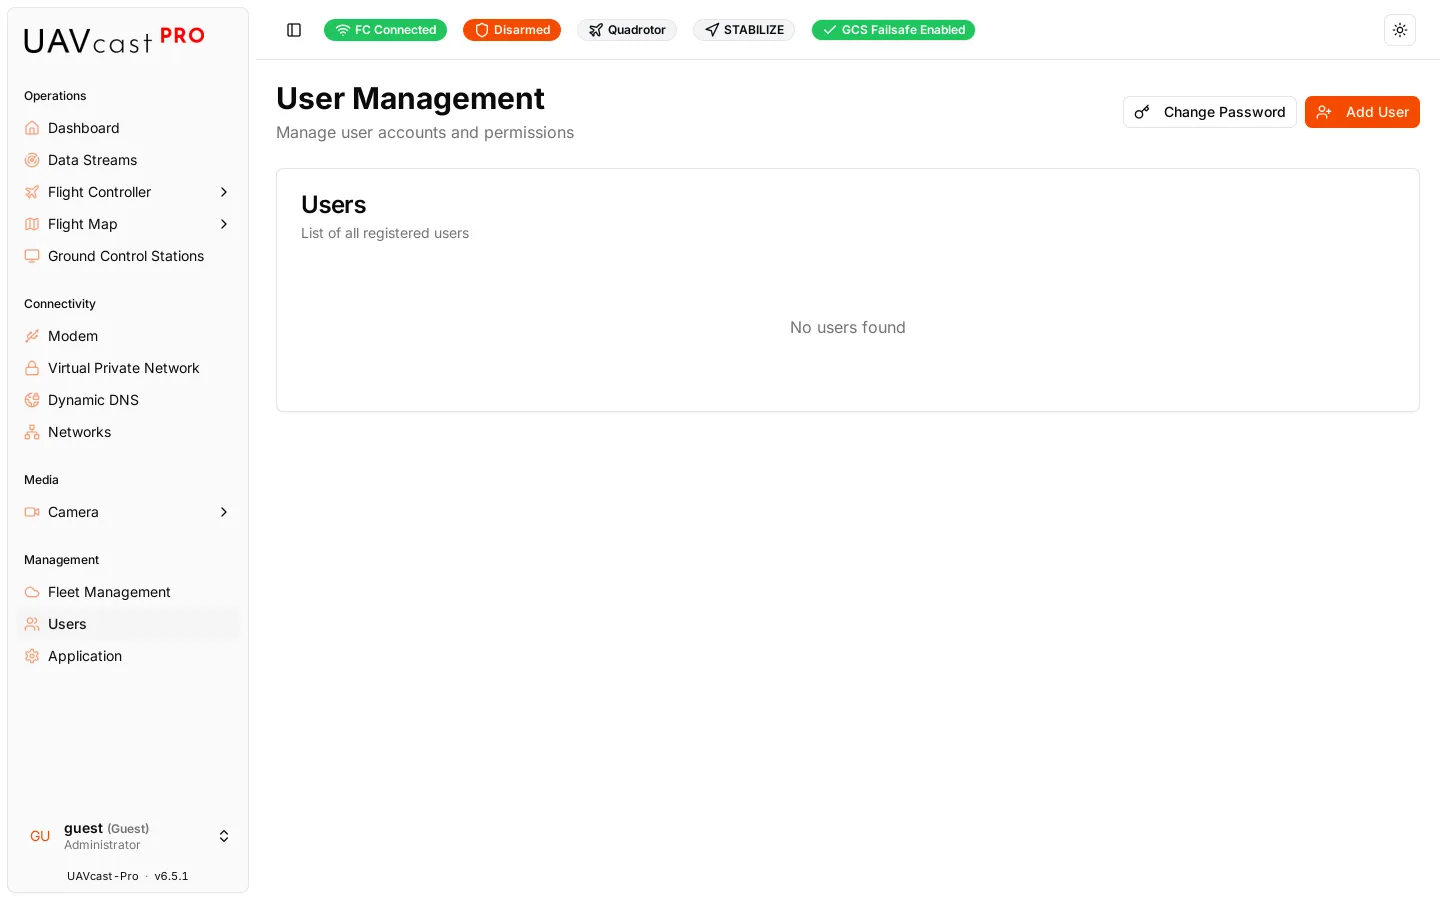 UAVcast PRO
Operations
Dashboard
Data Streams
Flight Controller
Flight Map
Ground Control Stations
Connectivity
Modem
Virtual Private Network
Dynamic DNS
Networks
Media
Camera
Management
Fleet Management
Users
Application
GU
guest (Guest)
Administrator
UAVcast-Pro · v6.5.1
FC Connected
Disarmed
Quadrotor
STABILIZE
GCS Failsafe Enabled
User Management
Manage user accounts and permissions
Change Password
Add User
Users
List of all registered users
No users found